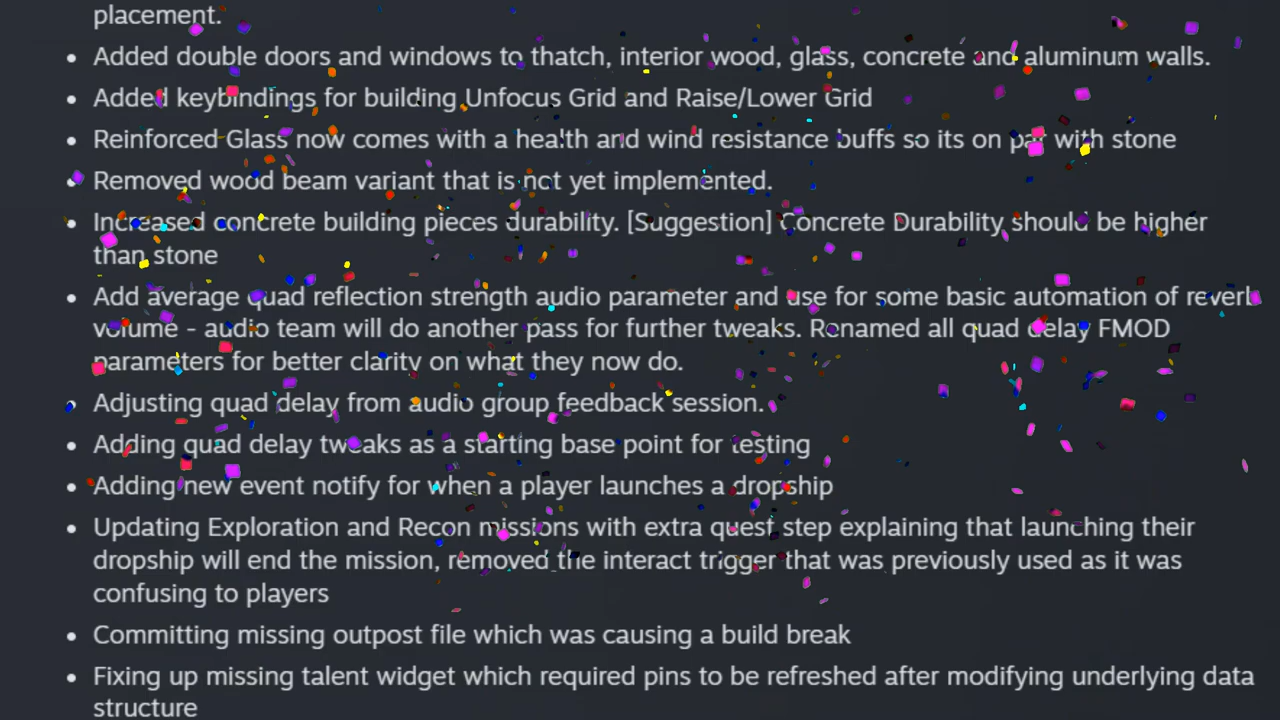 placement.
• Added double doors and windows to thatch, interior wood, glass, concrete and aluminum walls.
• Added keybindings for building Unfocus Grid and Raise/Lower Grid
• Reinforced Glass now comes with a health and wind resistance buffs so its on par with stone
• Removed wood beam variant that is not yet implemented.
• Increased concrete building pieces durability. [Suggestion] Concrete Durability should be higher
than stone
• Add average quad reflection strength audio parameter and use for some basic automation of reverb
volume - audio team will do another pass for further tweaks. Renamed all quad delay FMOD
parameters for better clarity on what they now do.
• Adjusting quad delay from audio group feedback session.
• Adding quad delay tweaks as a starting base point for testing
• Adding new event notify for when a player launches a dropship
• Updating Exploration and Recon missions with extra quest step explaining that launching their
dropship will end the mission, removed the interact trigger that was previously used as it was
confusing to players
• Committing missing outpost file which was causing a build break
• Fixing up missing talent widget which required pins to be refreshed after modifying underlying data
structure